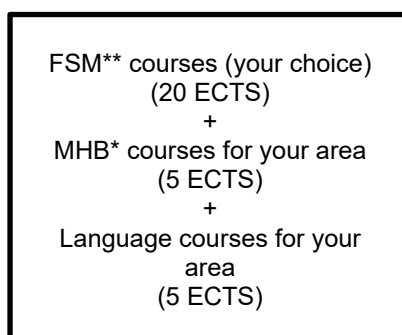 FSM** courses (your choice)
(20 ECTS)
+
MHB* courses for your area
(5 ECTS)
+
Language courses for your
area
(5 ECTS)